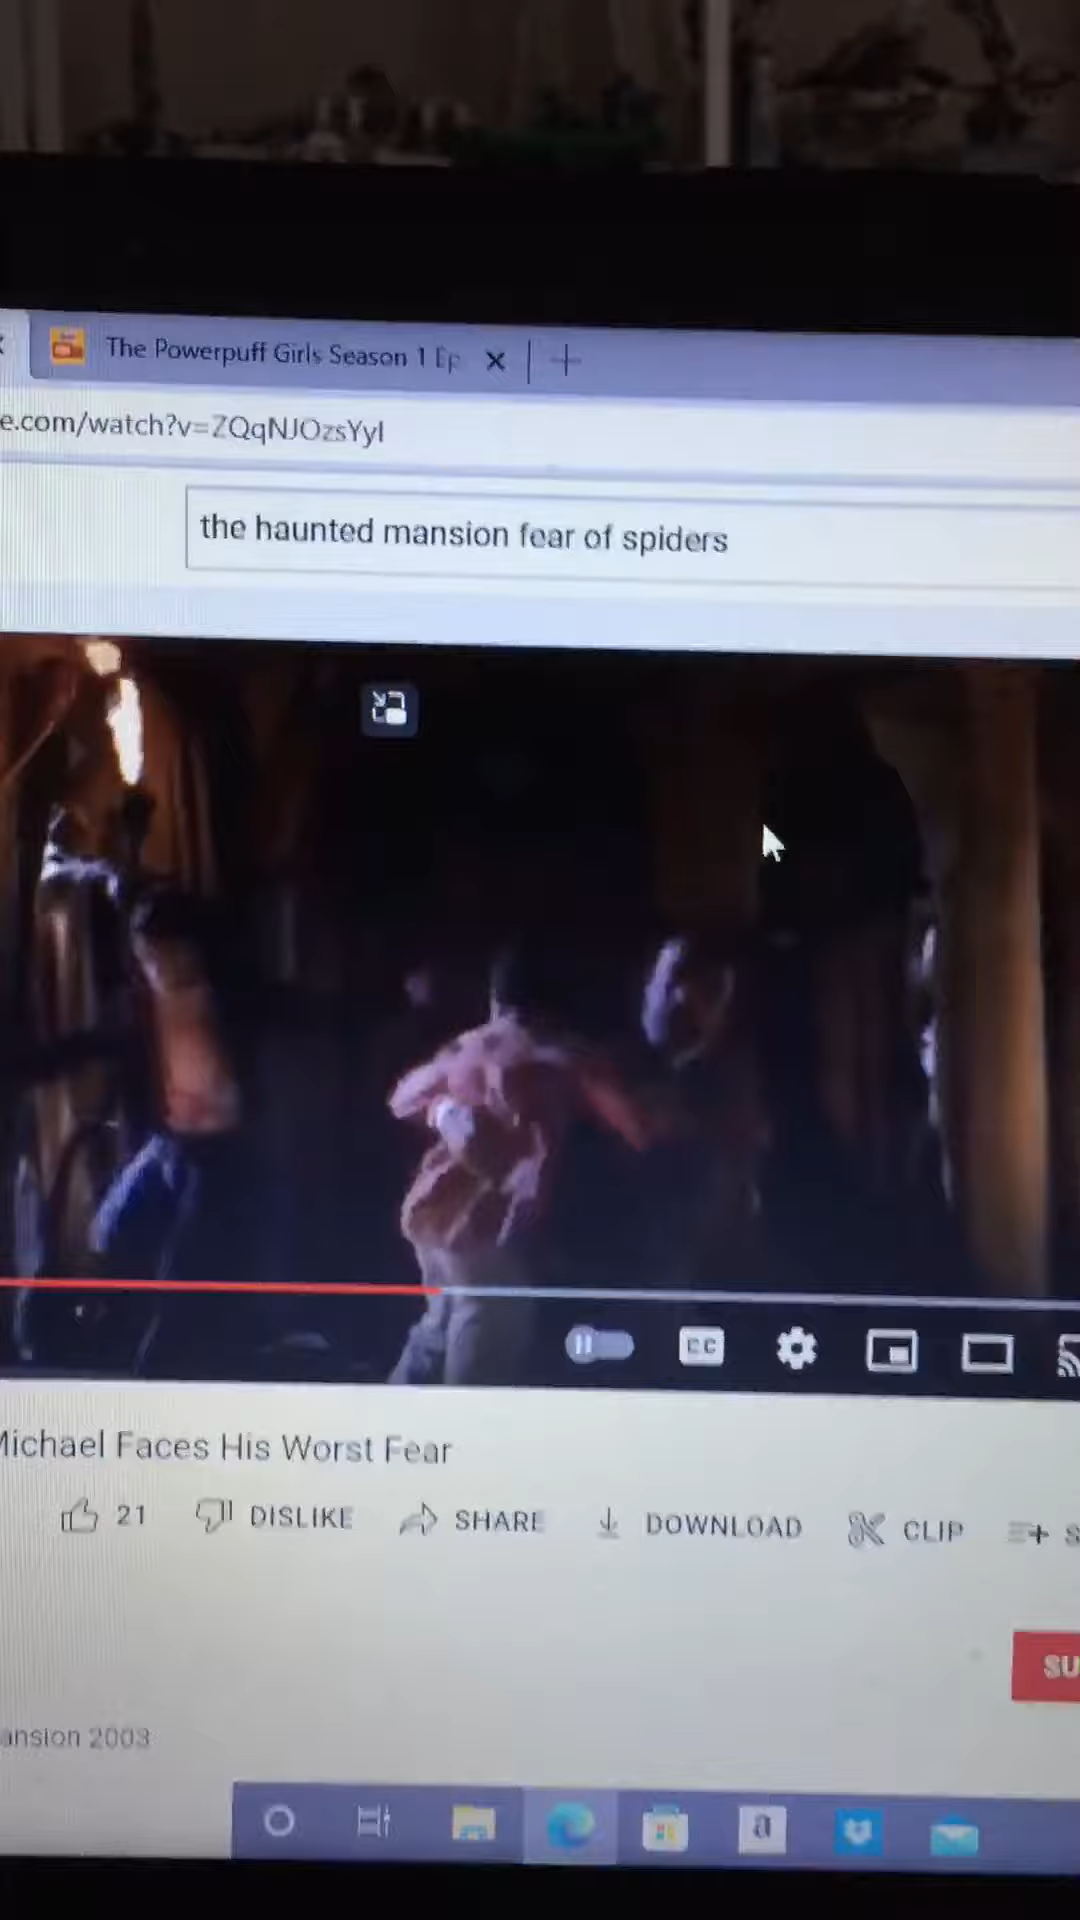 The Powerpuff Girls Season 1 Ep
e.com/watch?v=ZQqNJOzsYyI
the haunted mansion fear of spiders
CC
Michael Faces His Worst Fear
21 DISLIKE SHARE DOWNLOAD CLIP S
SU
ansion 2003
a